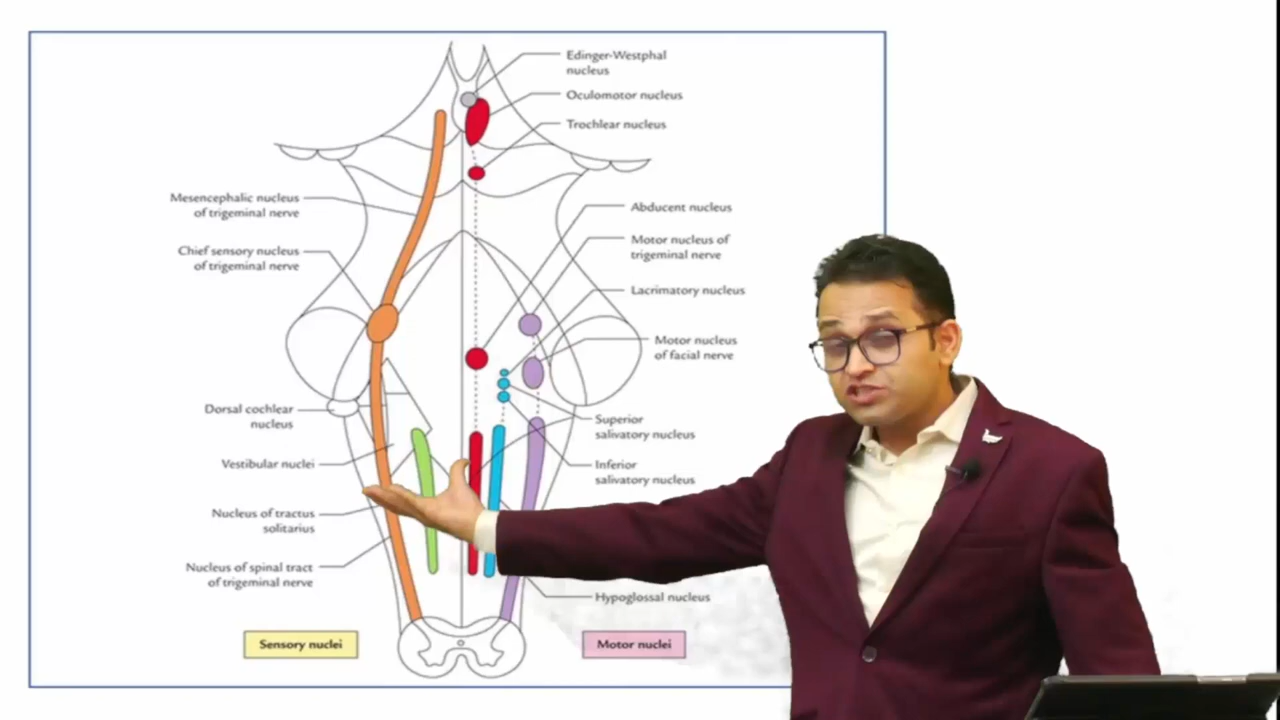 Edinger-Westphal
nucleus
Oculomotor nucleus
Trochlear nucleus
Mesencephalic nucleus
of trigeminal nerve
Chief sensory nucleus
of trigeminal nerve
Dorsal cochlear
nucleus
Vestibular nuclei
Nucleus of tractus
solitarius
Nucleus of spinal tract
of trigeminal nerve
Abducent nucleus
Motor nucleus of
trigeminal nerve
Lacrimatory nucleus
Motor nucleus
of facial nerve
Superior
salivatory nucleus
Inferior
salivatory nucleus
Hypoglossal nucleus
Sensory nuclei
Motor nuclei